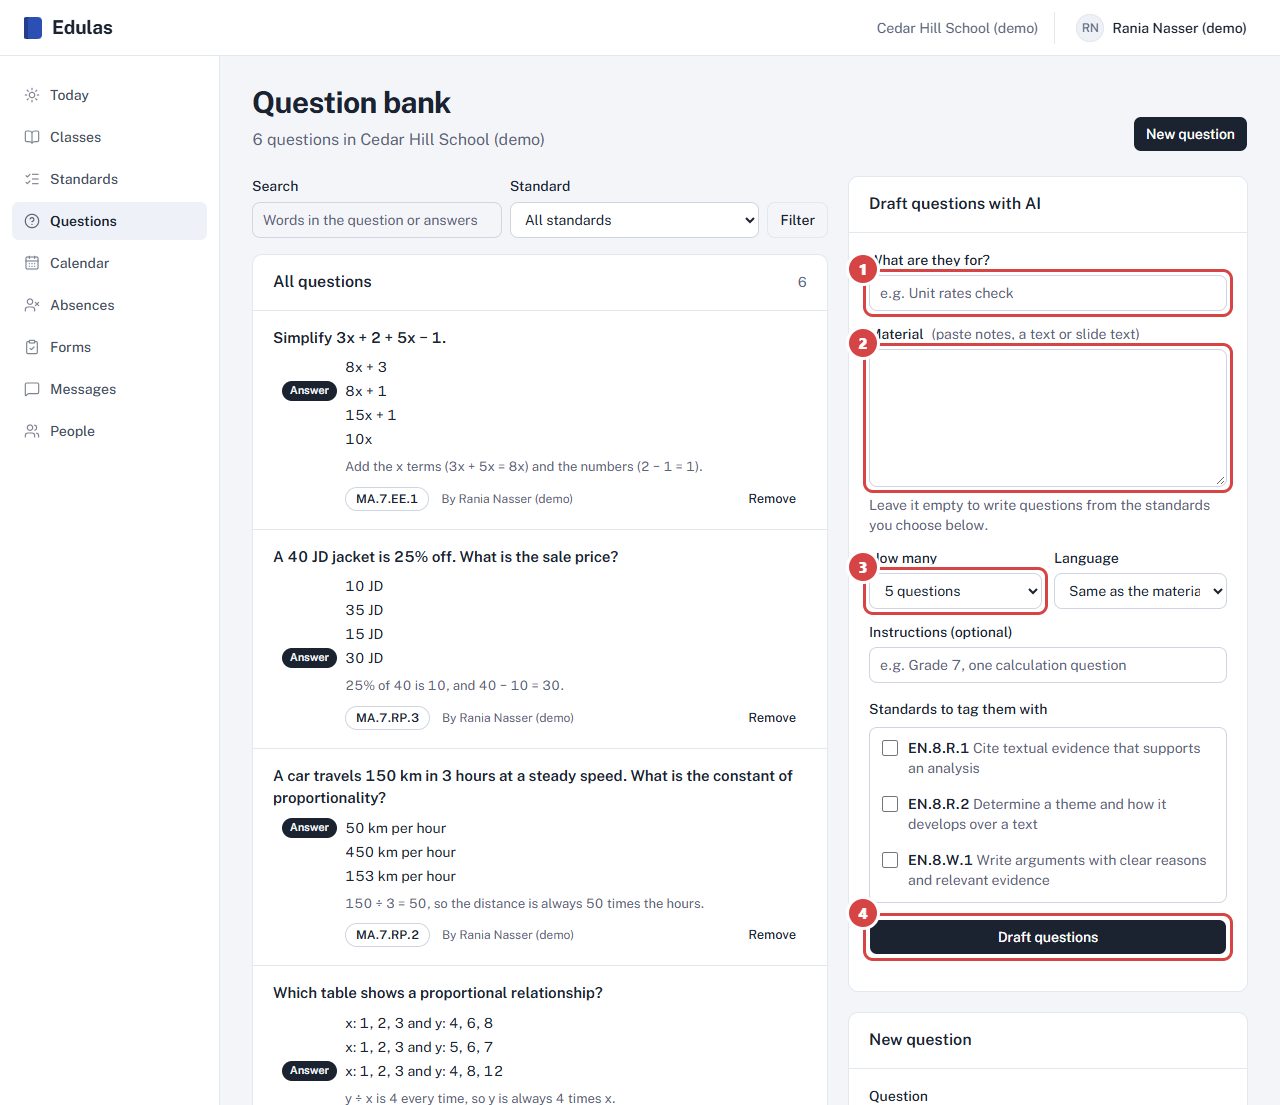 Edulas
Cedar Hill School (demo)
RN
Rania Nasser (demo)
Today
Classes
Standards
Questions
Calendar
Absences
Forms
Messages
People
Question bank
6 questions in Cedar Hill School (demo)
New question
Search
Words in the question or answers
Standard
All standards
Filter
All questions
6
Simplify 3x + 2 + 5x − 1.
8x + 3
Answer 8x + 1
15x + 1
10x
Add the x terms (3x + 5x = 8x) and the numbers (2 − 1 = 1).
MA.7.EE.1 By Rania Nasser (demo) Remove
A 40 JD jacket is 25% off. What is the sale price?
10 JD
35 JD
15 JD
Answer 30 JD
25% of 40 is 10, and 40 − 10 = 30.
MA.7.RP.3 By Rania Nasser (demo) Remove
A car travels 150 km in 3 hours at a steady speed. What is the constant of
proportionality?
Answer 50 km per hour
450 km per hour
153 km per hour
150 ÷ 3 = 50, so the distance is always 50 times the hours.
MA.7.RP.2 By Rania Nasser (demo) Remove
Which table shows a proportional relationship?
x: 1, 2, 3 and y: 4, 6, 8
x: 1, 2, 3 and y: 5, 6, 7
Answer x: 1, 2, 3 and y: 4, 8, 12
y ÷ x is 4 every time, so y is always 4 times x.
Draft questions with AI
What are they for?
1
e.g. Unit rates check
Material (paste notes, a text or slide text)
2
Leave it empty to write questions from the standards
you choose below.
How many
3
5 questions
Language
Same as the materia
Instructions (optional)
e.g. Grade 7, one calculation question
Standards to tag them with
EN.8.R.1 Cite textual evidence that supports
an analysis
EN.8.R.2 Determine a theme and how it
develops over a text
EN.8.W.1 Write arguments with clear reasons
and relevant evidence
4
Draft questions
New question
Question